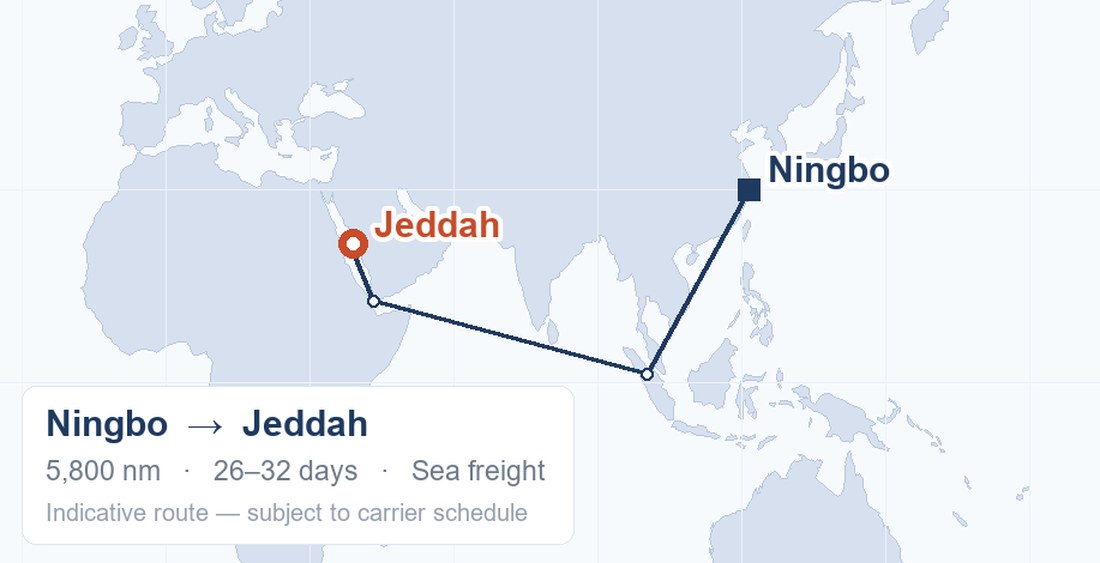 Ningbo
Jeddah
Ningbo → Jeddah
5,800 nm · 26–32 days · Sea freight
Indicative route — subject to carrier schedule